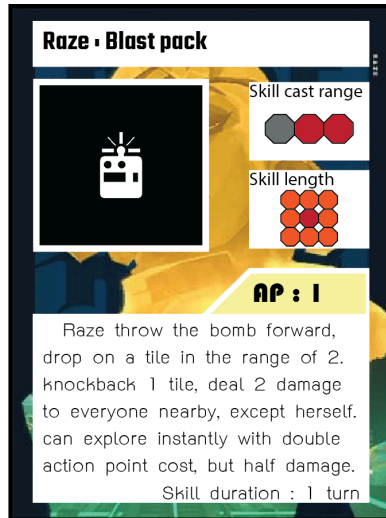 Raze : Blast pack
RAZE
Skill cast range
Skill length
AP : 1
Raze throw the bomb forward,
drop on a tile in the range of 2.
knockback 1 tile, deal 2 damage
to everyone nearby, except herself.
can explore instantly with double
action point cost, but half damage.
Skill duration : 1 turn